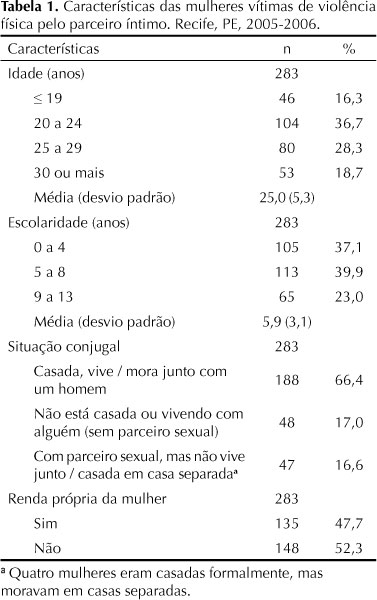 Tabela 1. Características das mulheres vítimas de violência
física pelo parceiro íntimo. Recife, PE, 2005-2006.
Características n %
Idade (anos) 283
≤ 19 46 16,3
20 a 24 104 36,7
25 a 29 80 28,3
30 ou mais 53 18,7
Média (desvio padrão) 25,0 (5,3)
Escolaridade (anos) 283
0 a 4 105 37,1
5 a 8 113 39,9
9 a 13 65 23,0
Média (desvio padrão) 5,9 (3,1)
Situação conjugal 283
Casada, vive / mora junto com
um homem 188 66,4
Não está casada ou vivendo com
alguém (sem parceiro sexual) 48 17,0
Com parceiro sexual, mas não vive
junto / casada em casa separadaª 47 16,6
Renda própria da mulher 283
Sim 135 47,7
Não 148 52,3
ª Quatro mulheres eram casadas formalmente, mas
moravam em casas separadas.